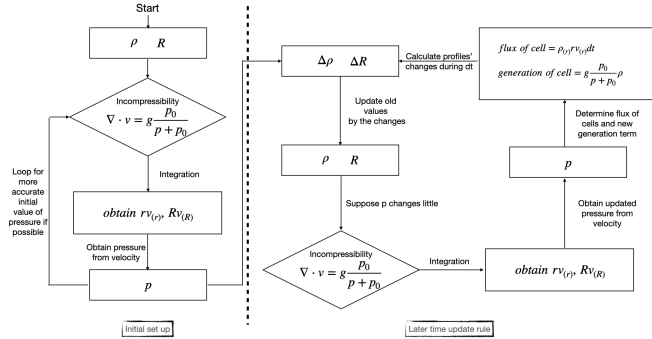 Start
ρ R
Incompressibility
∇ · v = g p₀ / (p + p₀)
Integration
obtain rv₍ᵣ₎, Rv₍R₎
Obtain pressure
from velocity
p
Loop for
more
accurate
initial
value of
pressure if
possible
Initial set up
Δρ ΔR
Update old
values
by the changes
ρ R
Suppose p changes little
Incompressibility
∇ · v = g p₀ / (p + p₀)
Integration
obtain rv₍ᵣ₎, Rv₍R₎
Obtain updated
pressure from
velocity
p
Determine flux of
cells and new
generation term
flux of cell = ρ₍ᵣ₎rv₍ᵣ₎dt
generation of cell = g p₀ / (p + p₀) ρ
Calculate profiles’
changes during dt
Later time update rule